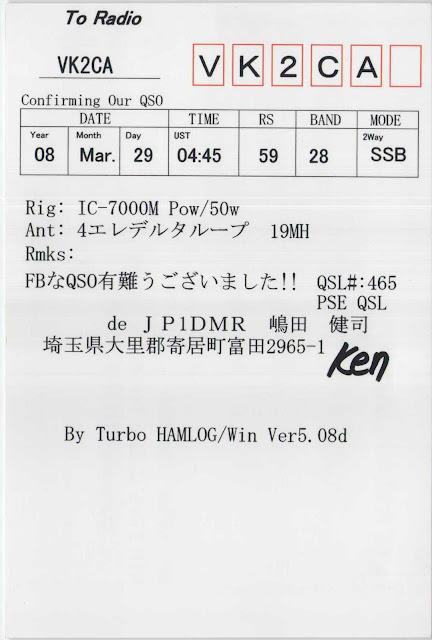 To Radio
VK2CA VK2CA
Confirming Our QSO
DATE TIME RS BAND MODE
Year Month Day UST 2Way
08 Mar. 29 04:45 59 28 SSB
Rig: IC-7000M Pow/50w
Ant: 4エレデルタループ 19MH
Rmks:
FBなQSO有難うございました!! QSL#:465
PSE QSL
de JP1DMR 嶋田 健司
埼玉県大里郡寄居町富田2965-1
Ken
By Turbo HAMLOG/Win Ver5.08d